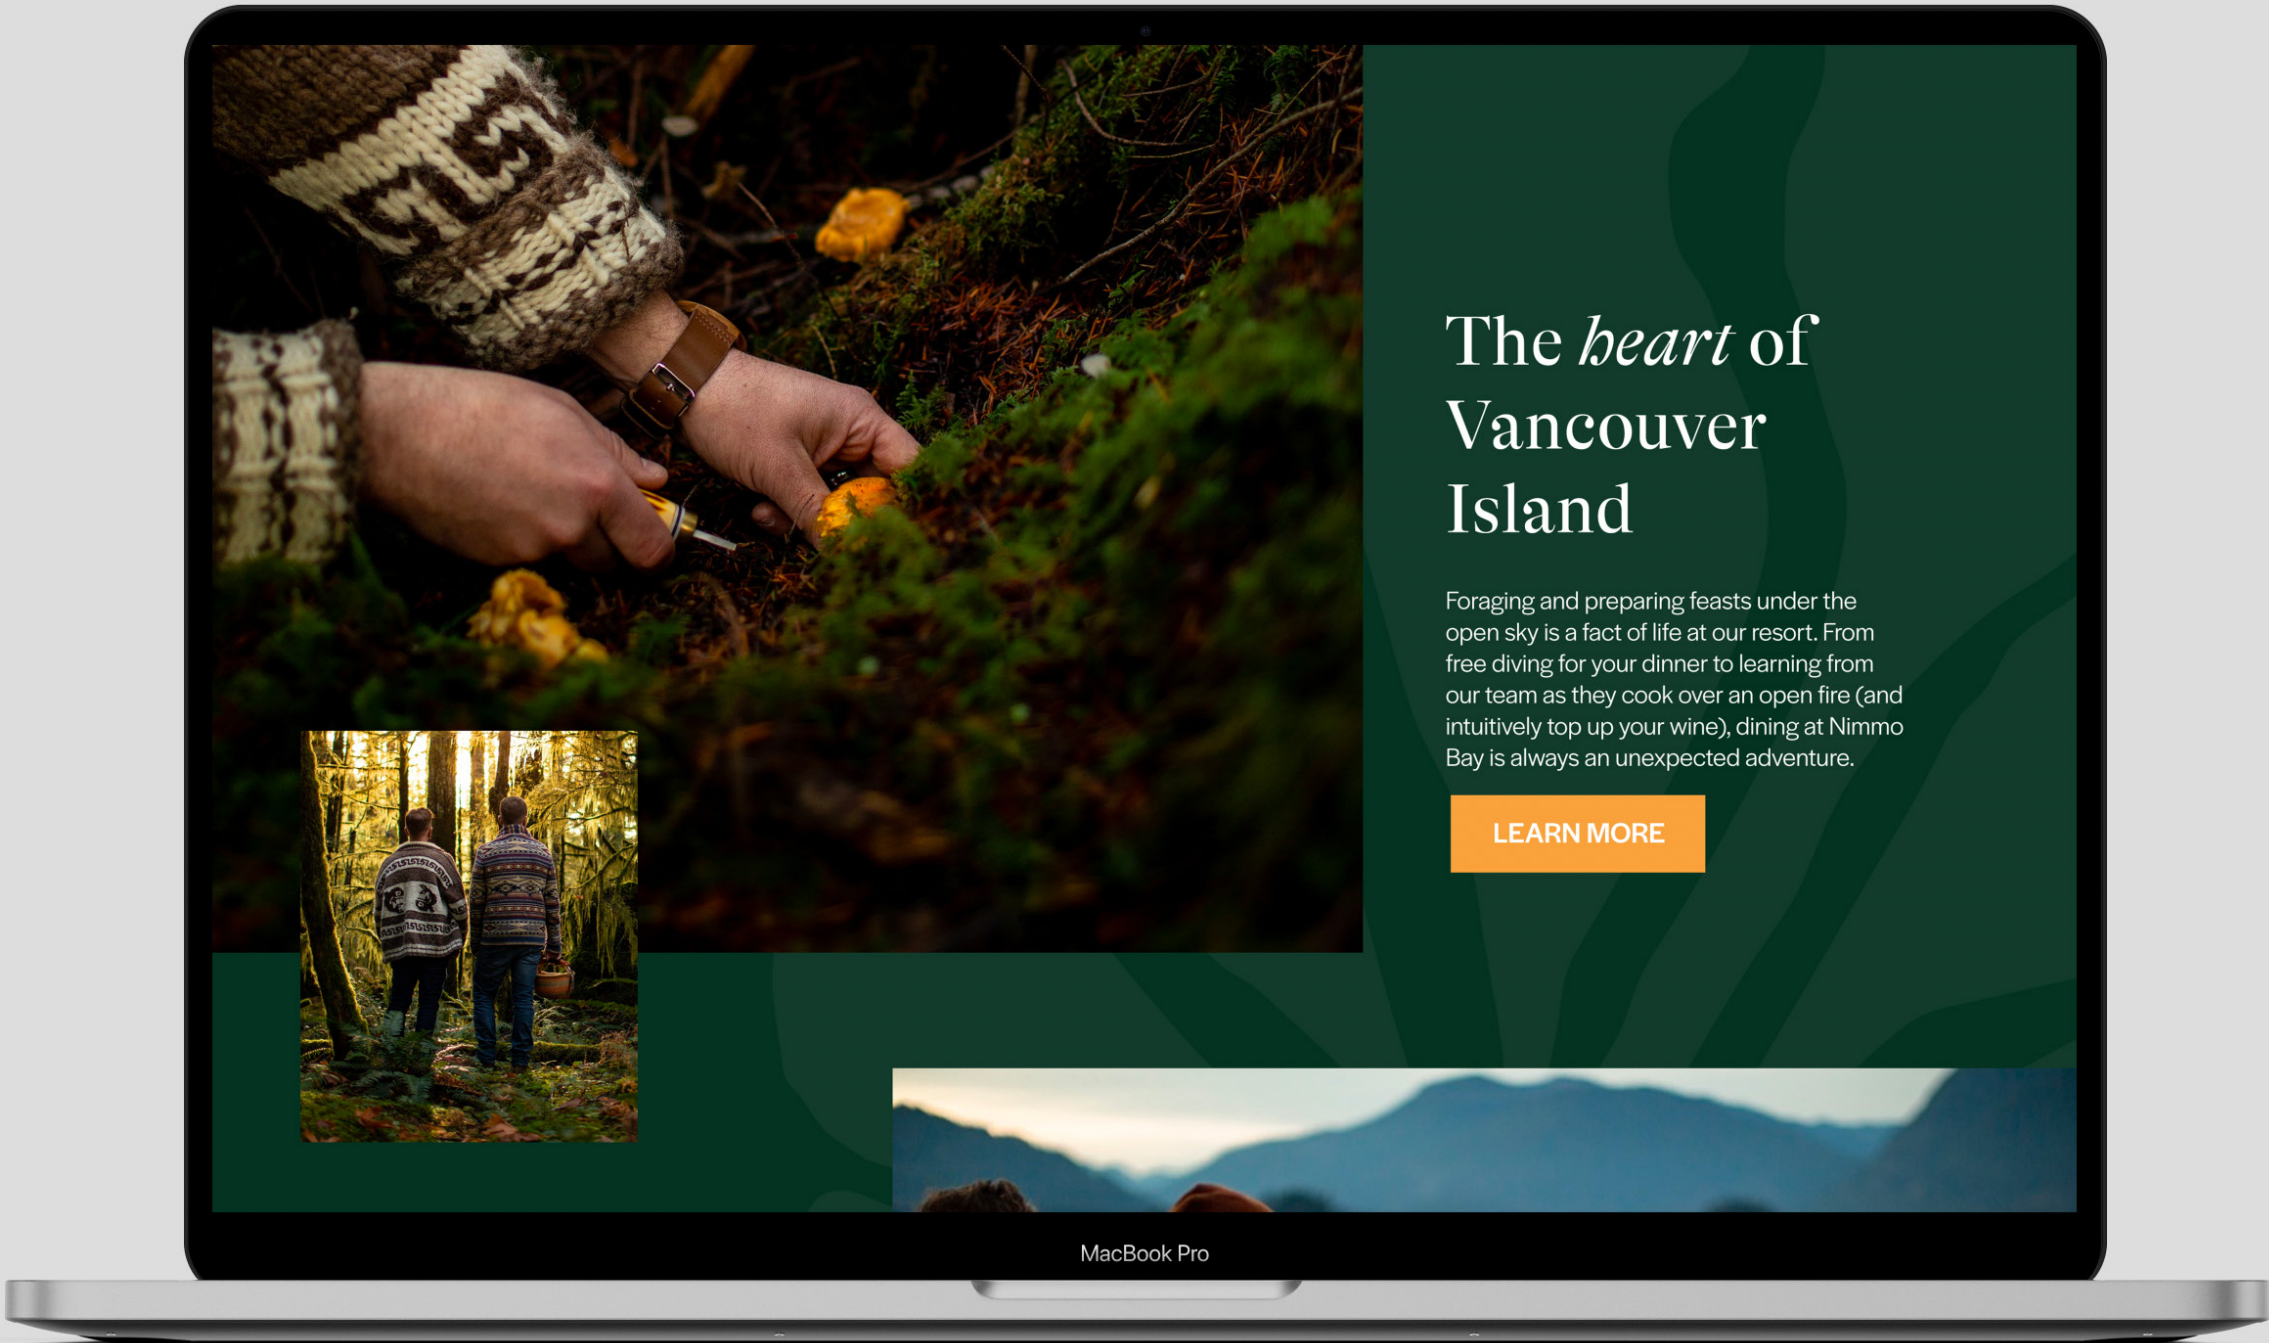 The heart of
Vancouver
Island
Foraging and preparing feasts under the
open sky is a fact of life at our resort. From
free diving for your dinner to learning from
our team as they cook over an open fire (and
intuitively top up your wine), dining at Nimmo
Bay is always an unexpected adventure.
LEARN MORE
MacBook Pro